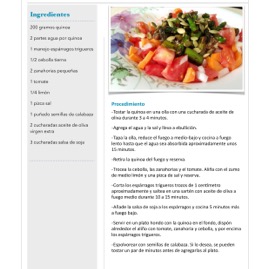 Ingredientes
200 gramos quinoa
2 partes agua por quinoa
1 manojo espárragos trigueros
1/2 cebolla tierna
2 zanahorias pequeñas
1 tomate
1/4 limón
1 pizca sal
1 puñado semillas de calabaza
2 cucharadas aceite de oliva
virgen extra
3 cucharadas salsa de soja
Procedimiento
-Tostar la quinoa en una olla con una cucharada de aceite de
oliva durante 3 a 4 minutos.
-Agrega el agua y la sal y lleva a ebullición.
-Tapa la olla, reduce el fuego a medio-bajo y cocina a fuego
lento hasta que el agua sea absorbida aproximadamente unos
15 minutos.
-Retira la quinoa del fuego y reserva.
-Trocea la cebolla, las zanahorias y el tomate. Aliña con el zumo
de medio limón y una pizca de sal y reserva.
-Corta los espárragos trigueros trozos de 1 centímetro
aproximadamente y saltea en una sartén con aceite de oliva a
fuego medio durante 10 a 15 minutos.
-Añade la salsa de soja a los espárragos y cocina 5 minutos más
a fuego bajo.
-Servir en un plato hondo con la quinoa en el fondo, dispón
alrededor el aliño con tomate, zanahoria y cebolla, y por encima
los espárragos trigueros.
-Espolvorear con semillas de calabaza. Si lo desea, se pueden
tostar un par de minutos antes de agregarlas al plato.